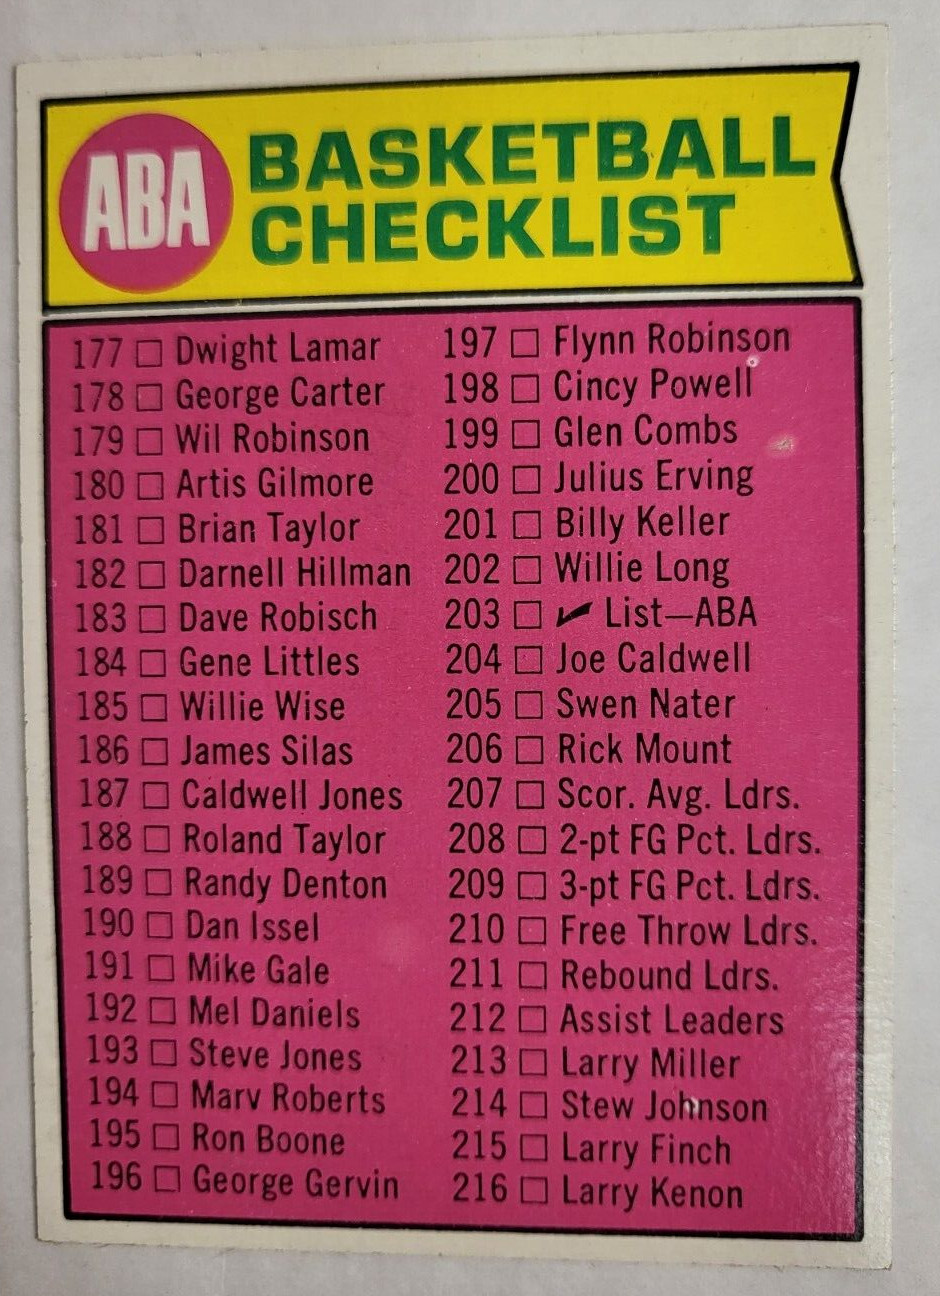 ABA
BASKETBALL
CHECKLIST
177 □ Dwight Lamar
178 □ George Carter
179 □ Wil Robinson
180 □ Artis Gilmore
181 □ Brian Taylor
182 □ Darnell Hillman
183 □ Dave Robisch
184 □ Gene Littles
185 □ Willie Wise
186 □ James Silas
187 □ Caldwell Jones
188 □ Roland Taylor
189 □ Randy Denton
190 □ Dan Issel
191 □ Mike Gale
192 □ Mel Daniels
193 □ Steve Jones
194 □ Marv Roberts
195 □ Ron Boone
196 □ George Gervin
197 □ Flynn Robinson
198 □ Cincy Powell
199 □ Glen Combs
200 □ Julius Erving
201 □ Billy Keller
202 □ Willie Long
203 □ ✓ List—ABA
204 □ Joe Caldwell
205 □ Swen Nater
206 □ Rick Mount
207 □ Scor. Avg. Ldrs.
208 □ 2-pt FG Pct. Ldrs.
209 □ 3-pt FG Pct. Ldrs.
210 □ Free Throw Ldrs.
211 □ Rebound Ldrs.
212 □ Assist Leaders
213 □ Larry Miller
214 □ Stew Johnson
215 □ Larry Finch
216 □ Larry Kenon